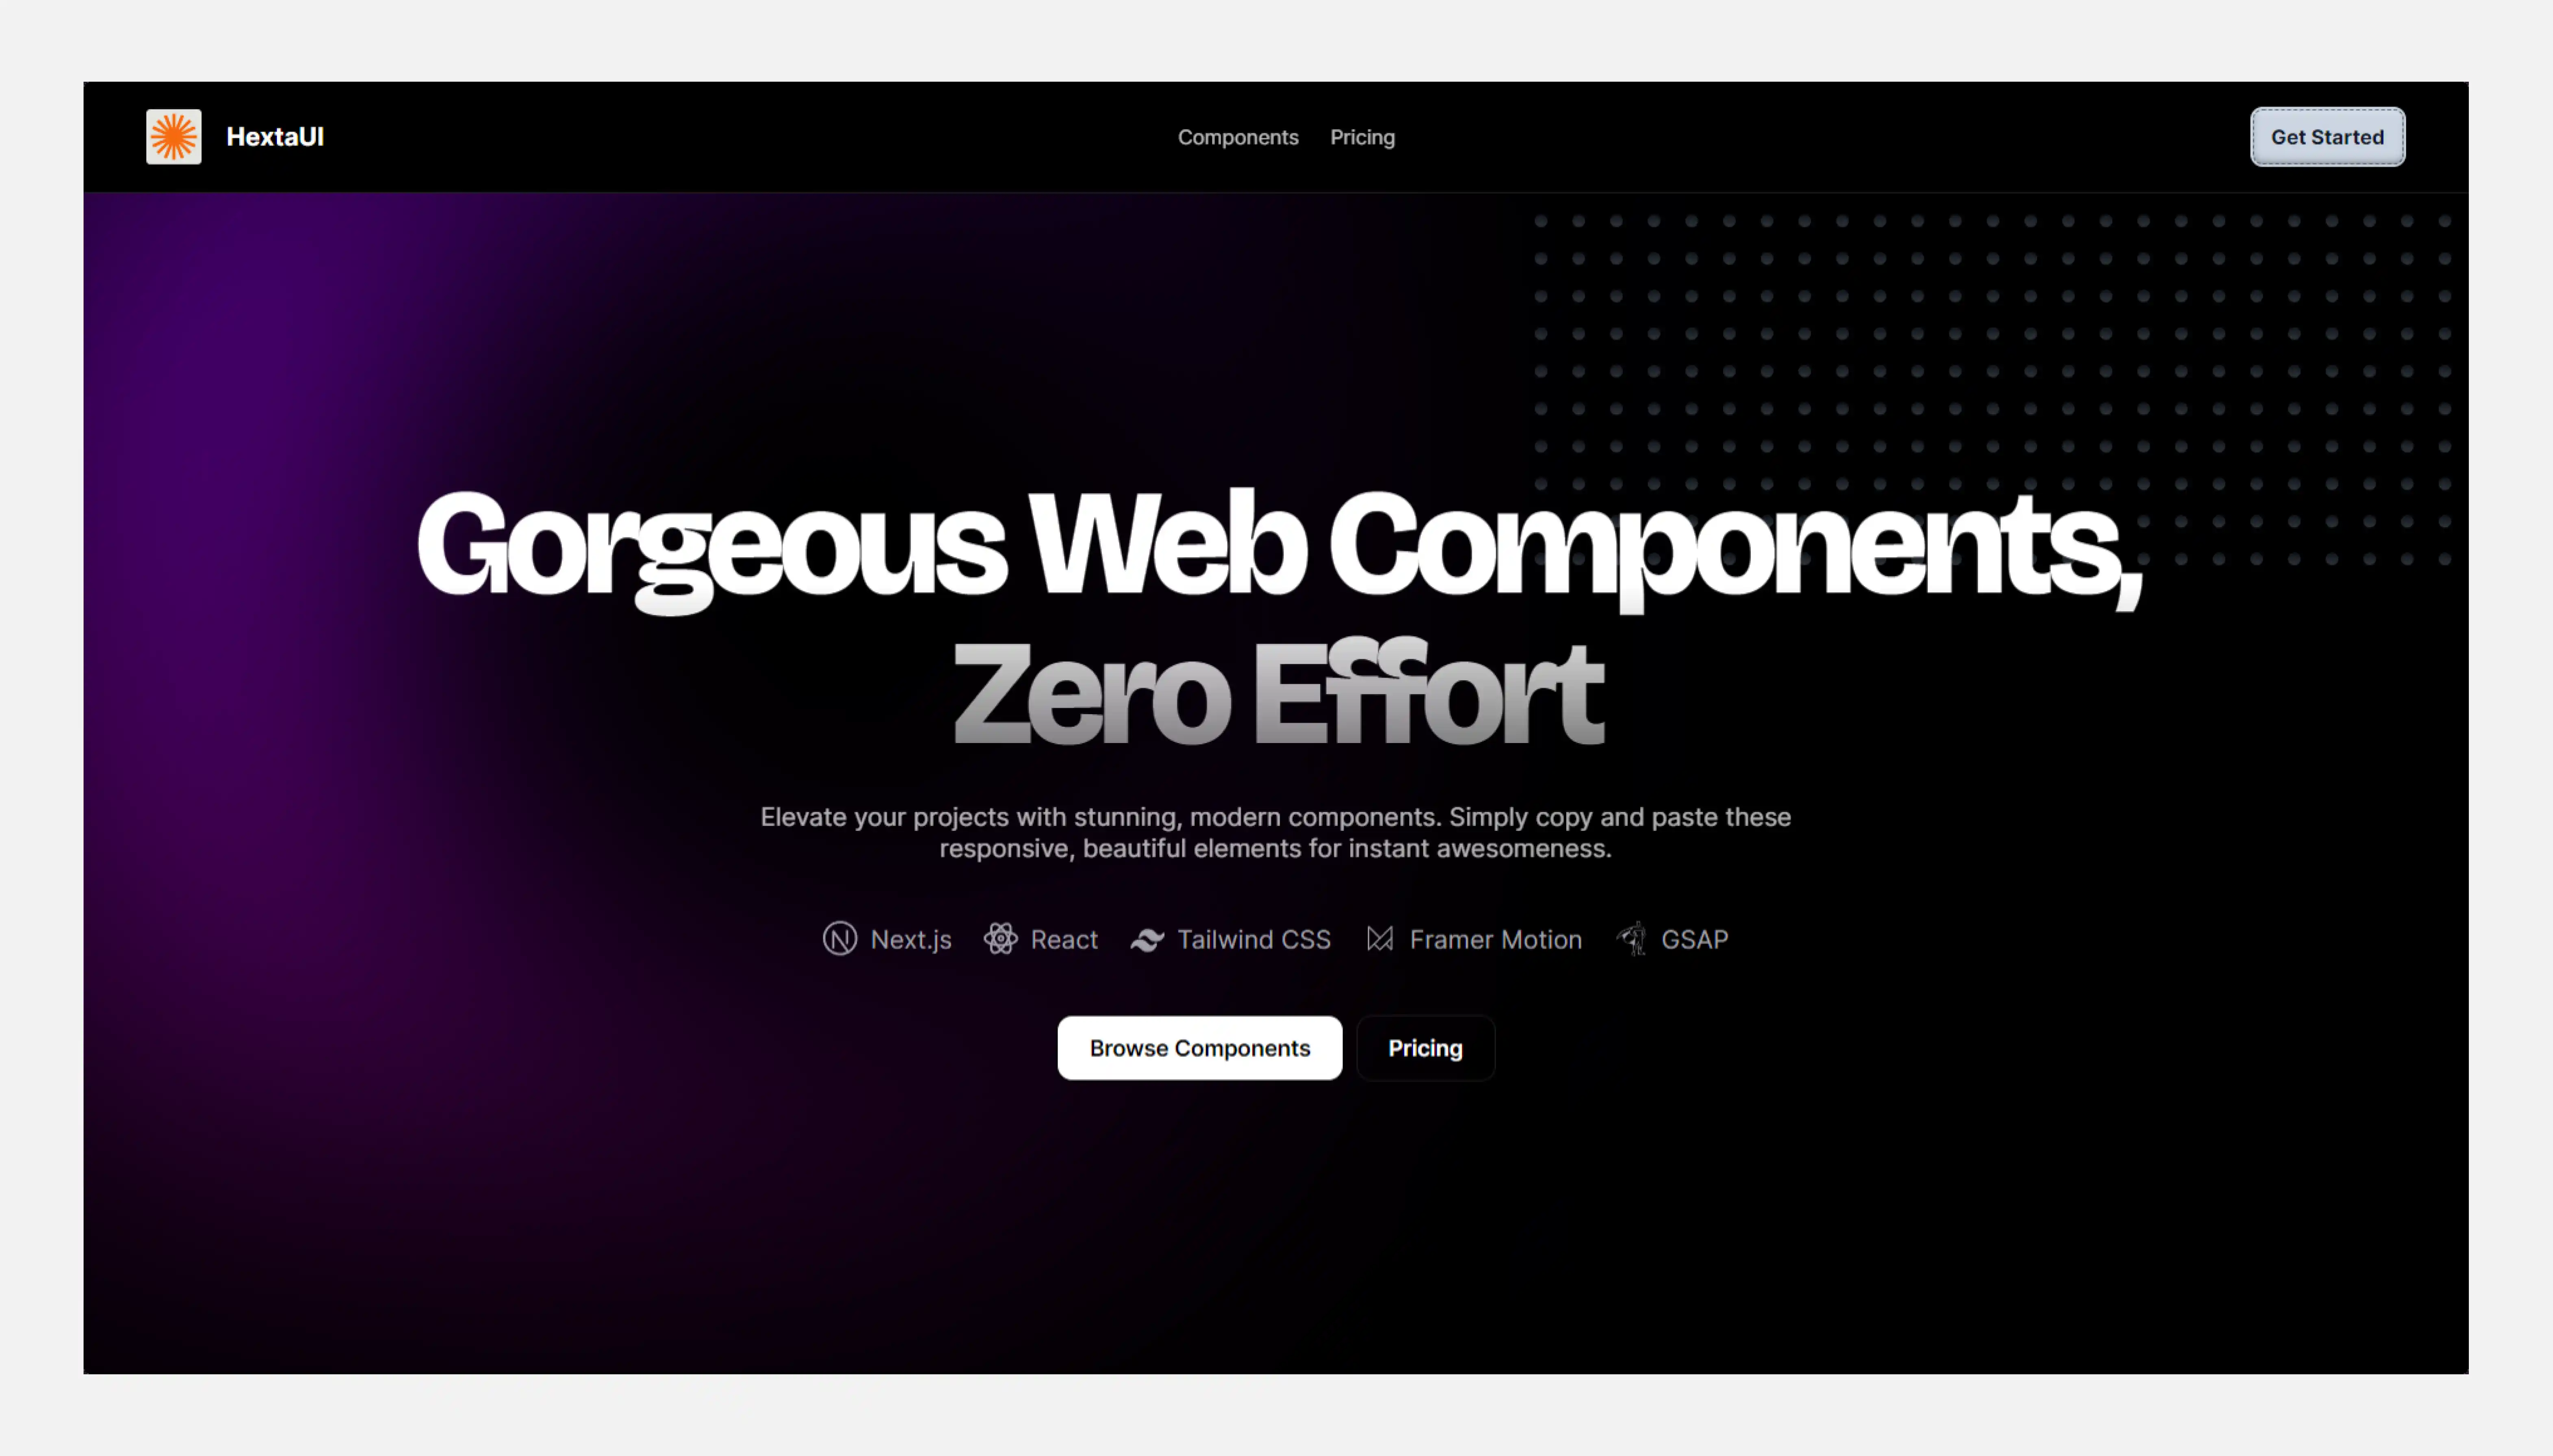 HextaUI
Components Pricing
Get Started
Gorgeous Web Components,
Zero Effort
Elevate your projects with stunning, modern components. Simply copy and paste these
responsive, beautiful elements for instant awesomeness.
Next.js React Tailwind CSS Framer Motion GSAP
Browse Components Pricing